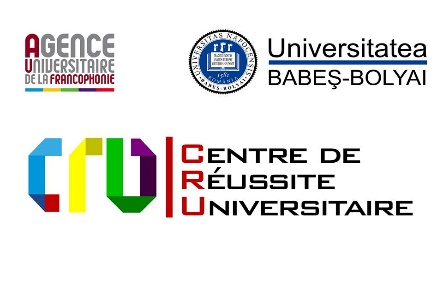 AGENCE
UNIVERSITAIRE
DE LA FRANCOPHONIE
Universitatea
BABEŞ-BOLYAI
cru
CENTRE DE
RÉUSSITE
UNIVERSITAIRE